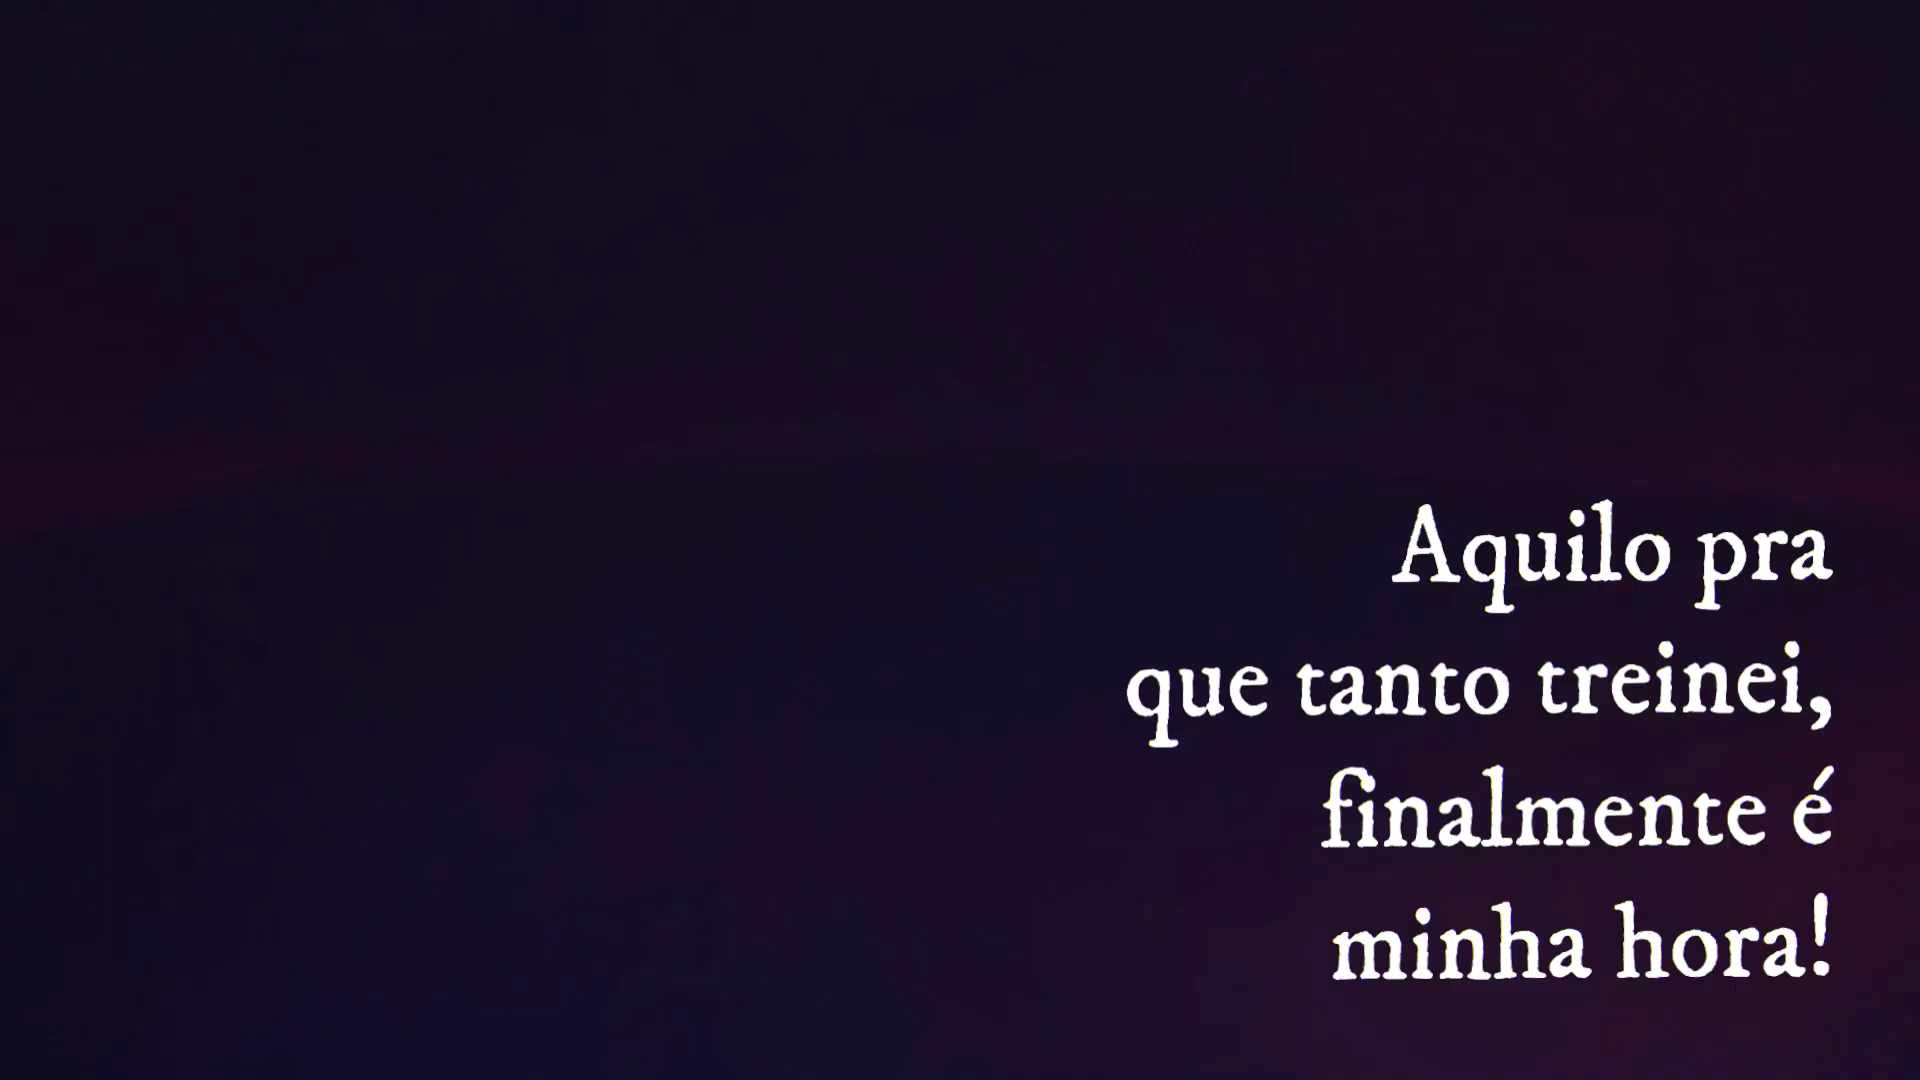 Aquilo pra
que tanto treinei,
finalmente é
minha hora!